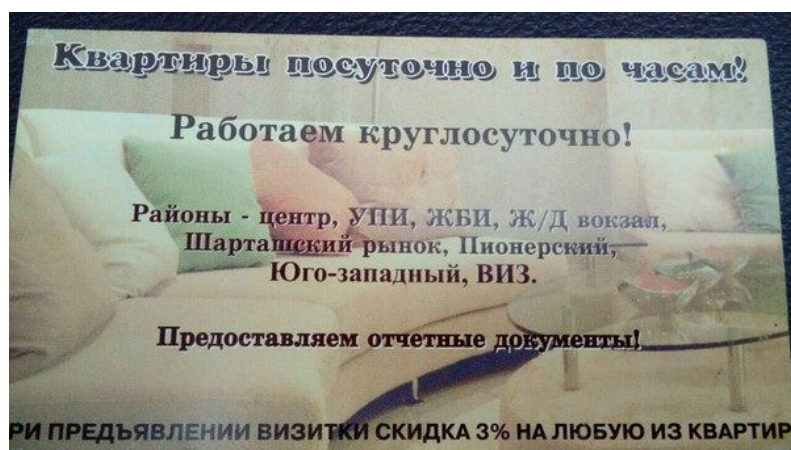 Квартиры посуточно и по часам!
Работаем круглосуточно!
Районы - центр, УПИ, ЖБИ, Ж/Д вокзал,
Шарташский рынок, Пионерский,
Юго-западный, ВИЗ.
Предоставляем отчетные документы!
РИ ПРЕДЪЯВЛЕНИИ ВИЗИТКИ СКИДКА 3% НА ЛЮБУЮ ИЗ КВАРТИР